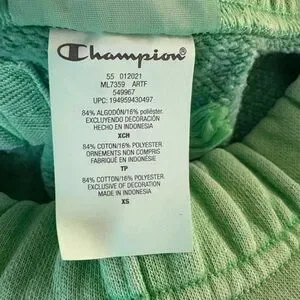 Champion
55 012021
ML7359 ARTF
549967
UPC: 194959430497
84% ALGODÓN/16% poliéster.
EXCLUYENDO DECORACIÓN
HECHO EN INDONESIA
XCH
84% COTON/16% POLYESTER.
ORNEMENTS NON COMPRIS
FABRIQUÉ EN INDONÉSIE
TP
84% COTTON/16% POLYESTER.
EXCLUSIVE OF DECORATION
MADE IN INDONESIA
XS